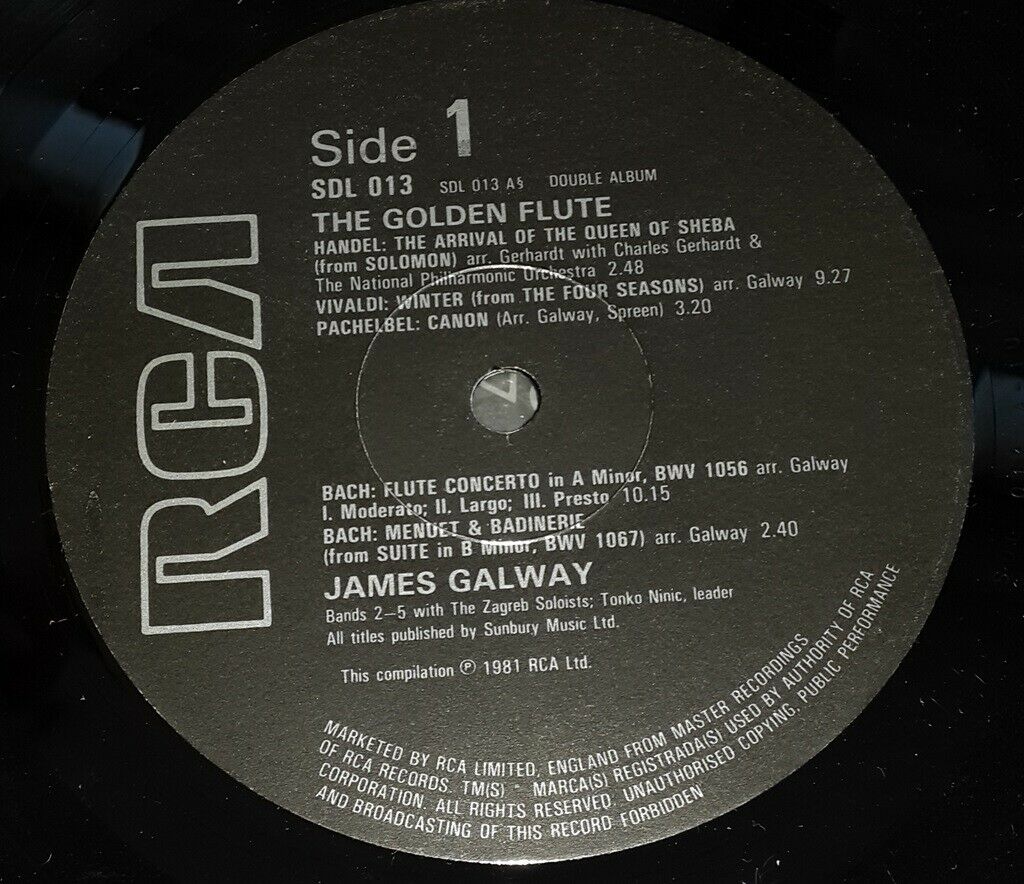 RCA
Side 1
SDL 013 SDL 013 A§ DOUBLE ALBUM
THE GOLDEN FLUTE
HANDEL: THE ARRIVAL OF THE QUEEN OF SHEBA
(from SOLOMON) arr. Gerhardt with Charles Gerhardt &
The National Philharmonic Orchestra 2.48
VIVALDI: WINTER (from THE FOUR SEASONS) arr. Galway 9.27
PACHELBEL: CANON (Arr. Galway, Spreen) 3.20
BACH: FLUTE CONCERTO in A Minor, BWV 1056 arr. Galway
I. Moderato; II. Largo; III. Presto 10.15
BACH: MENUET & BADINERIE
(from SUITE in B Minor, BWV 1067) arr. Galway 2.40
JAMES GALWAY
Bands 2–5 with The Zagreb Soloists; Tonko Ninic, leader
All titles published by Sunbury Music Ltd.
This compilation ℗ 1981 RCA Ltd.
MARKETED BY RCA LIMITED, ENGLAND FROM MASTER RECORDINGS
OF RCA RECORDS. TM(S) ® MARCA(S) REGISTRADA(S) USED BY AUTHORITY OF RCA
CORPORATION. ALL RIGHTS RESERVED. UNAUTHORISED COPYING, PUBLIC PERFORMANCE
AND BROADCASTING OF THIS RECORD FORBIDDEN